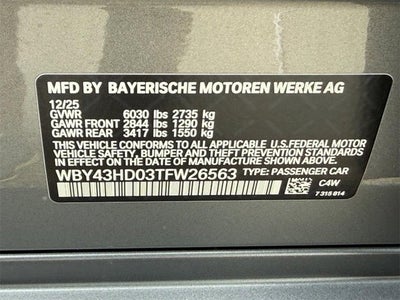 MFD BY BAYERISCHE MOTOREN WERKE AG
12/25
GVWR 6030 lbs 2735 kg
GAWR FRONT 2844 lbs 1290 kg
GAWR REAR 3417 lbs 1550 kg
THIS VEHICLE CONFORMS TO ALL APPLICABLE U.S.FEDERAL MOTOR
VEHICLE SAFETY, BUMPER, AND THEFT PREVENTION STANDARDS
IN EFFECT ON THE DATE OF MANUFACTURE SHOWN ABOVE.
WBY43HD03TFW26563 TYPE: PASSENGER CAR
C4W
7 315 814